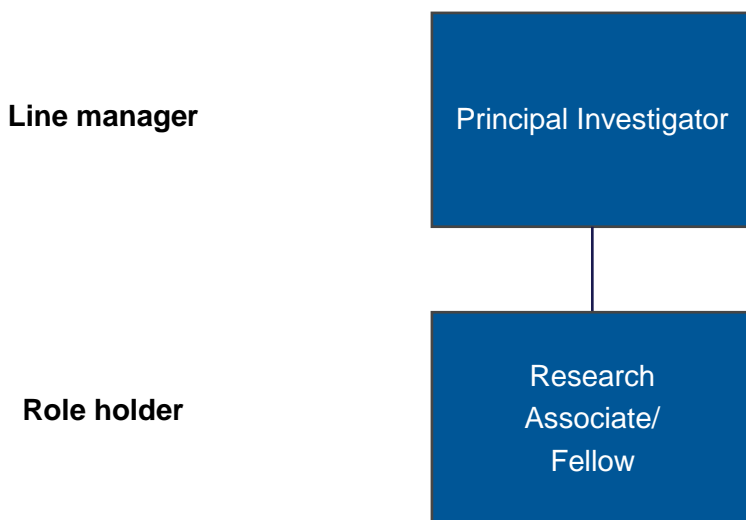 Line manager
Principal Investigator
Role holder
Research
Associate/
Fellow